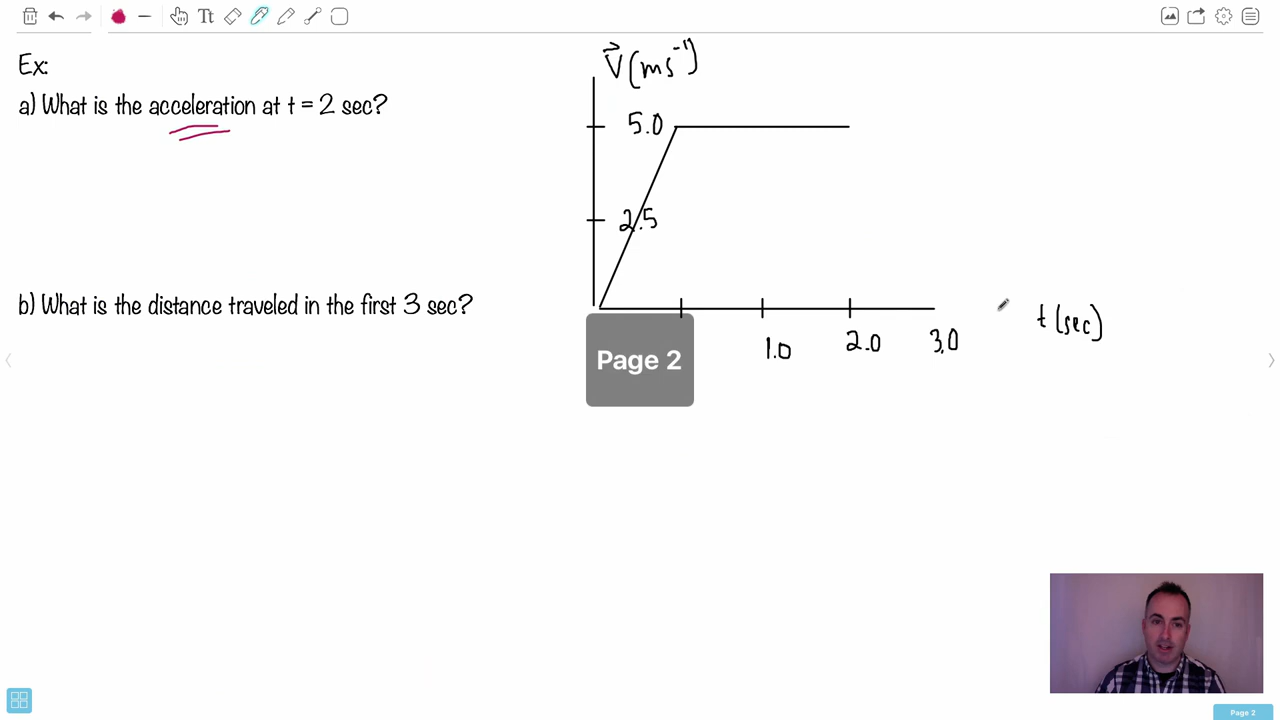 Tt
Ex:
a) What is the acceleration at t = 2 sec?
b) What is the distance traveled in the first 3 sec?
V⃗ (ms⁻¹)
5.0
2.5
1.0 2.0 3.0
t (sec)
Page 2
Page 2